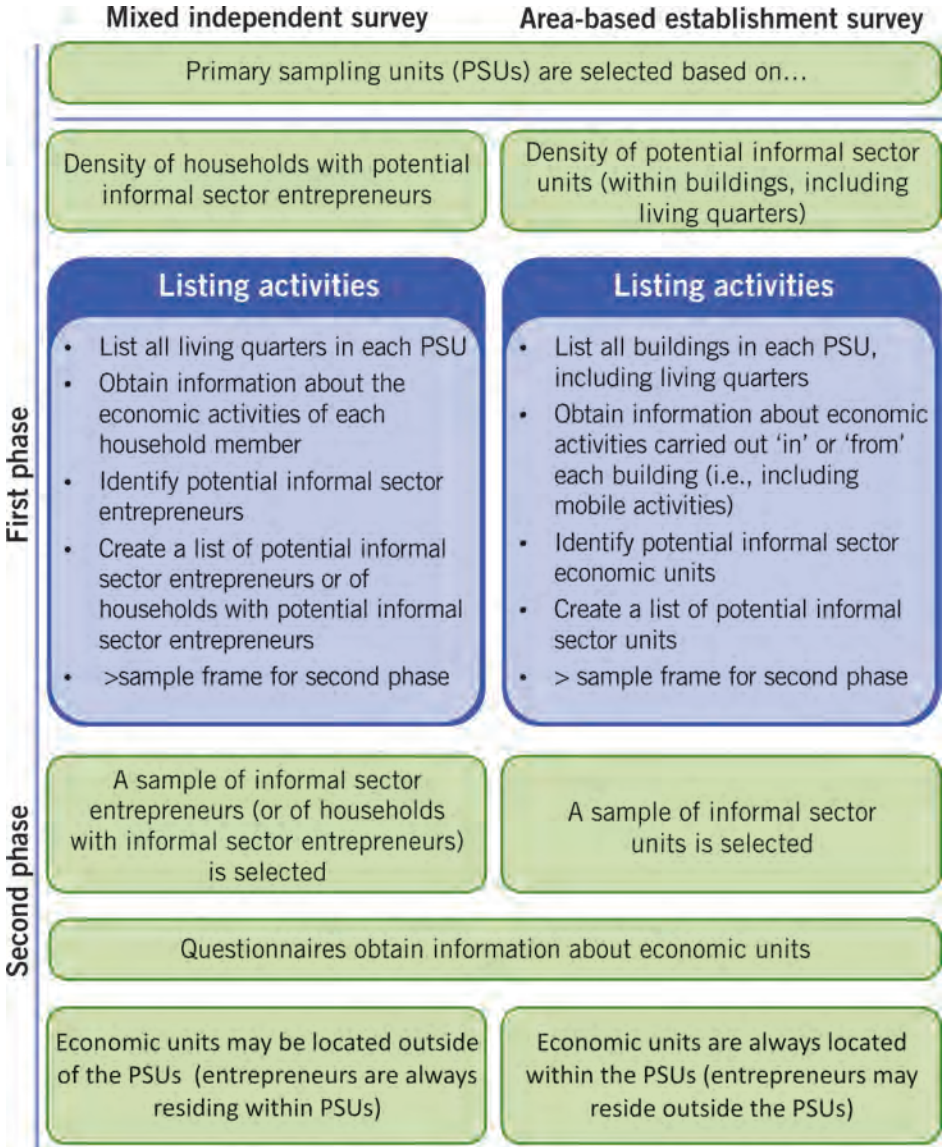 Mixed independent survey
Area-based establishment survey
Primary sampling units (PSUs) are selected based on…
First phase
Density of households with potential
informal sector entrepreneurs
Density of potential informal sector
units (within buildings, including
living quarters)
Listing activities
• List all living quarters in each PSU
• Obtain information about the
economic activities of each
household member
• Identify potential informal sector
entrepreneurs
• Create a list of potential informal
sector entrepreneurs or of
households with potential informal
sector entrepreneurs
• >sample frame for second phase
Listing activities
• List all buildings in each PSU,
including living quarters
• Obtain information about economic
activities carried out ‘in’ or ‘from’
each building (i.e., including
mobile activities)
• Identify potential informal sector
economic units
• Create a list of potential informal
sector units
• > sample frame for second phase
Second phase
A sample of informal sector
entrepreneurs (or of households
with informal sector entrepreneurs)
is selected
A sample of informal sector
units is selected
Questionnaires obtain information about economic units
Economic units may be located outside
of the PSUs (entrepreneurs are always
residing within PSUs)
Economic units are always located
within the PSUs (entrepreneurs may
reside outside the PSUs)